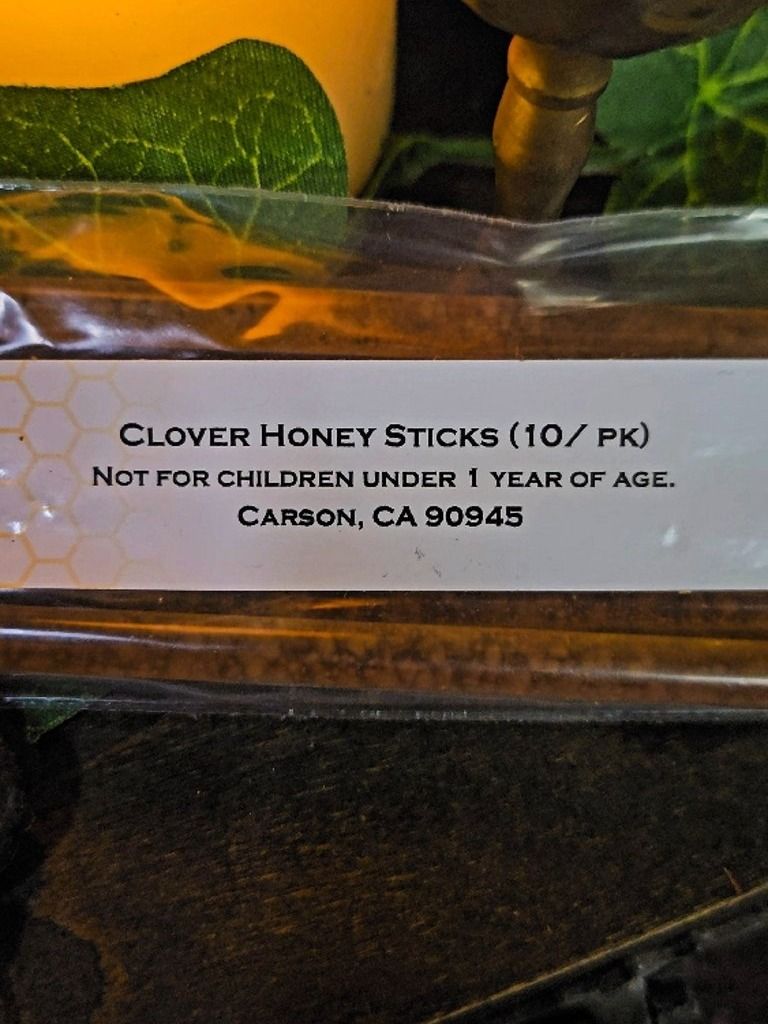 CLOVER HONEY STICKS (10/ PK)
NOT FOR CHILDREN UNDER 1 YEAR OF AGE.
CARSON, CA 90945